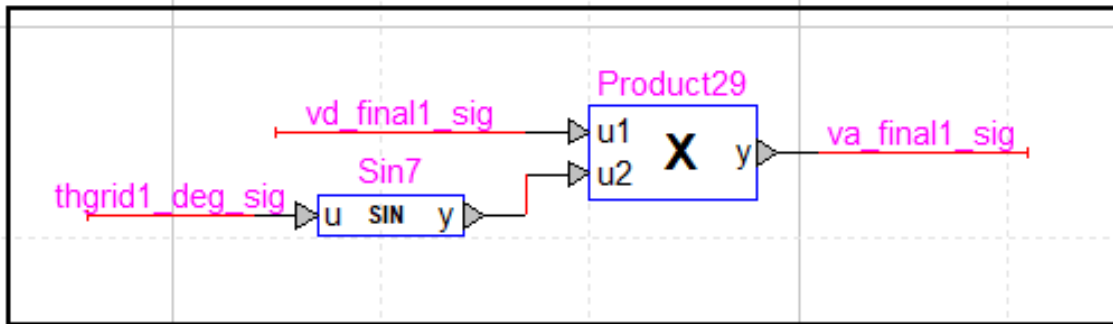 Product29
vd_final1_sig
u1
X
y
va_final1_sig
u2
Sin7
thgrid1_deg_sig
u
SIN
y